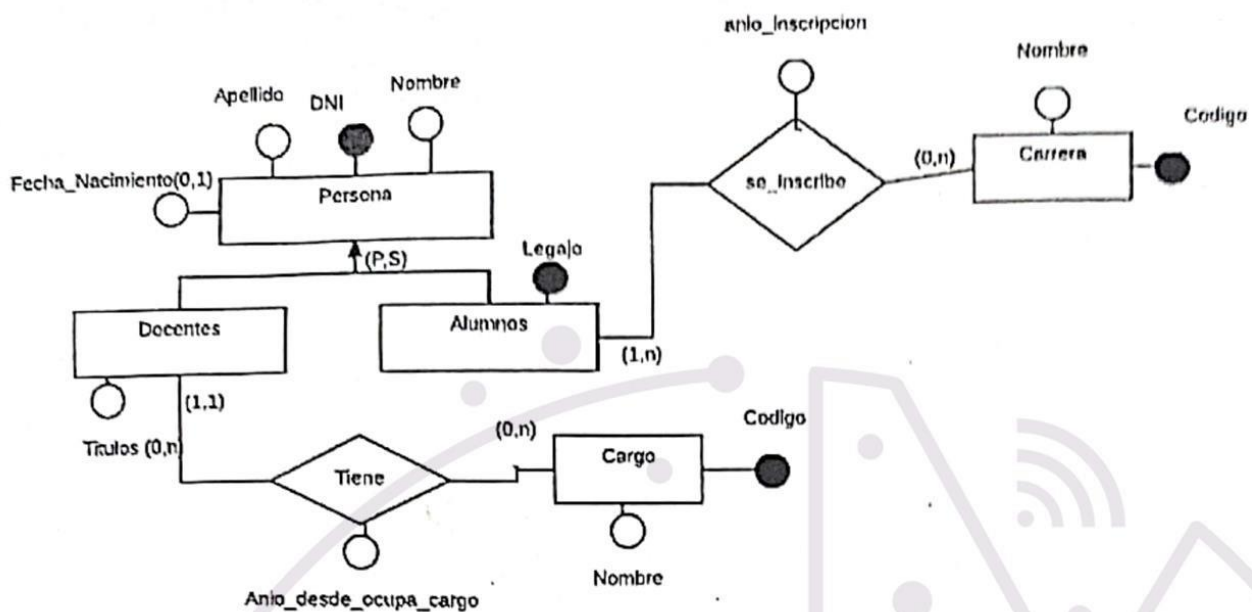 anio_Inscripcion
Nombre
Codigo
Apellido
DNI
Nombre
(0,n)
Carrera
se_Inscribe
Fecha_Nacimiento(0,1)
Persona
(P,S)
Legajo
Docentes
Alumnos
(1,n)
(1,1)
Titulos (0,n)
(0,n)
Codigo
Cargo
Tiene
Nombre
Anio_desde_ocupa_cargo